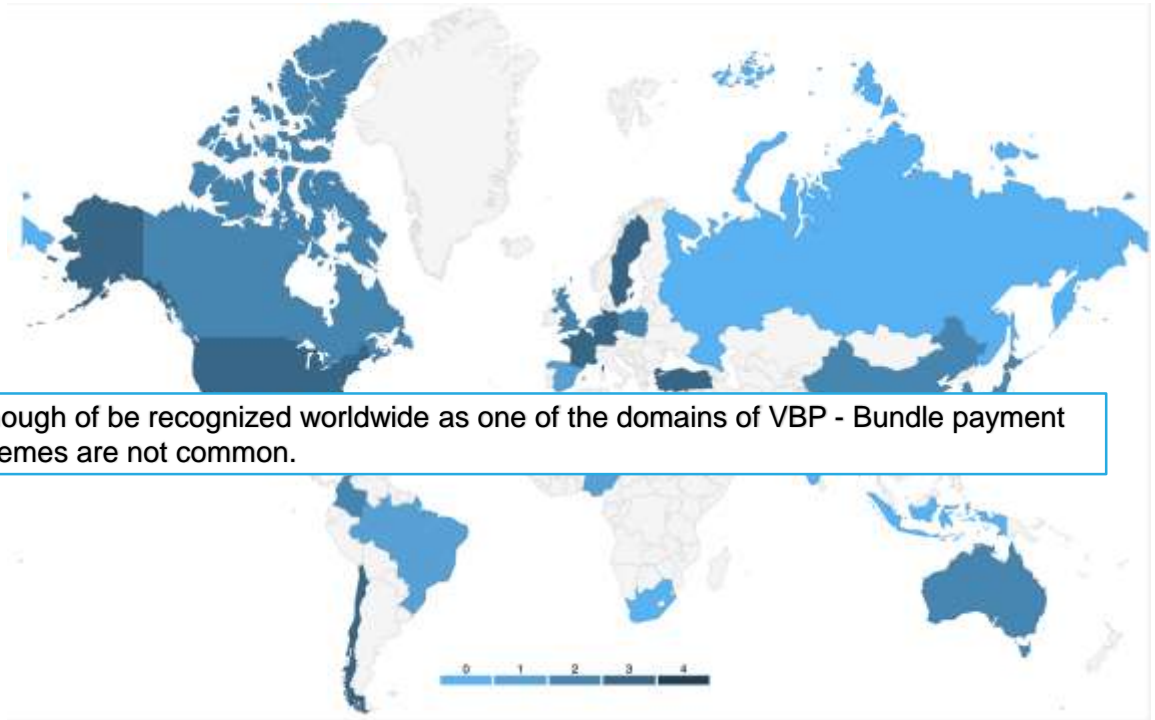 ough of be recognized worldwide as one of the domains of VBP - Bundle payment
emes are not common.
0 1 2 3 4